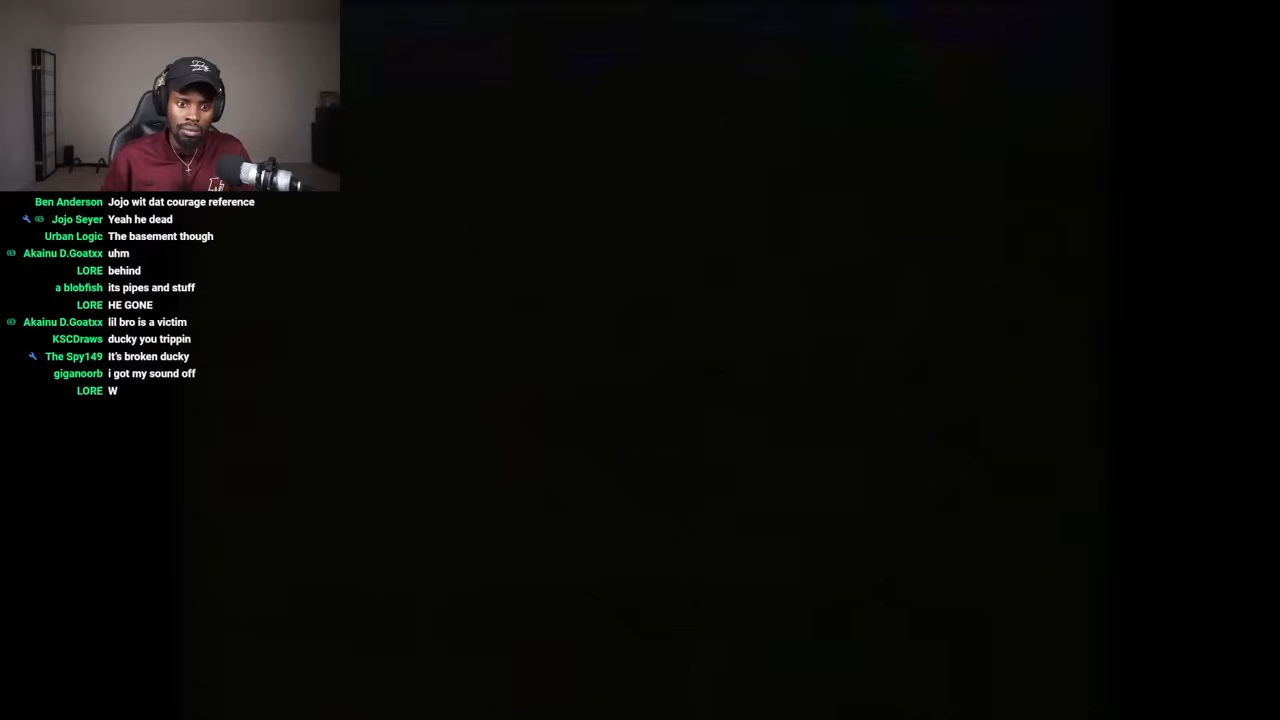 Ben Anderson Jojo wit dat courage reference
Jojo Seyer Yeah he dead
Urban Logic The basement though
Akainu D.Goatxx uhm
LORE behind
a blobfish its pipes and stuff
LORE HE GONE
Akainu D.Goatxx lil bro is a victim
KSCDraws ducky you trippin
The Spy149 It's broken ducky
giganoorb i got my sound off
LORE W